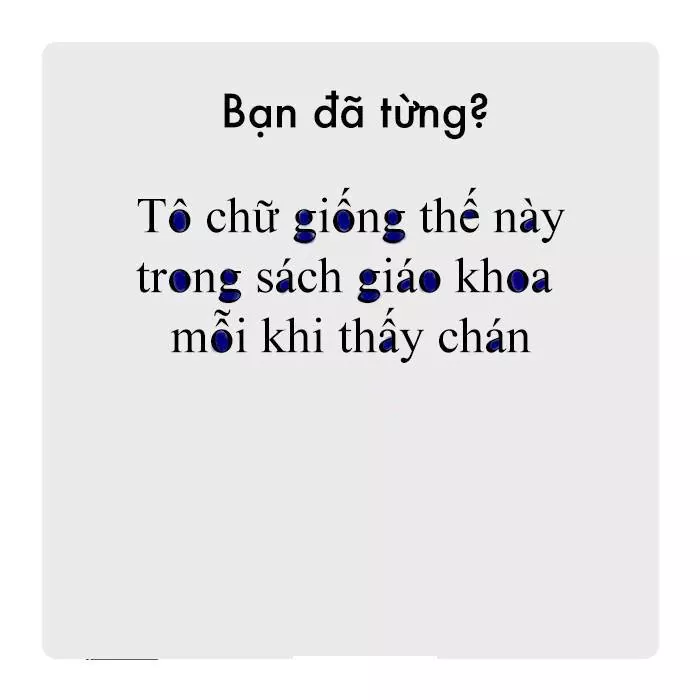 Bạn đã từng?
Tô chữ giống thế này
trong sách giáo khoa
mỗi khi thấy chán